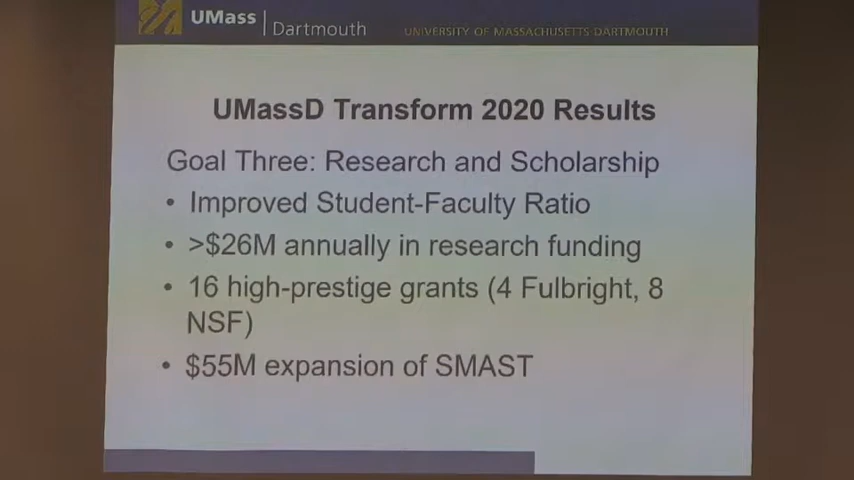 UMass | Dartmouth
UNIVERSITY OF MASSACHUSETTS DARTMOUTH
UMassD Transform 2020 Results
Goal Three: Research and Scholarship
• Improved Student-Faculty Ratio
• >$26M annually in research funding
• 16 high-prestige grants (4 Fulbright, 8
NSF)
• $55M expansion of SMAST